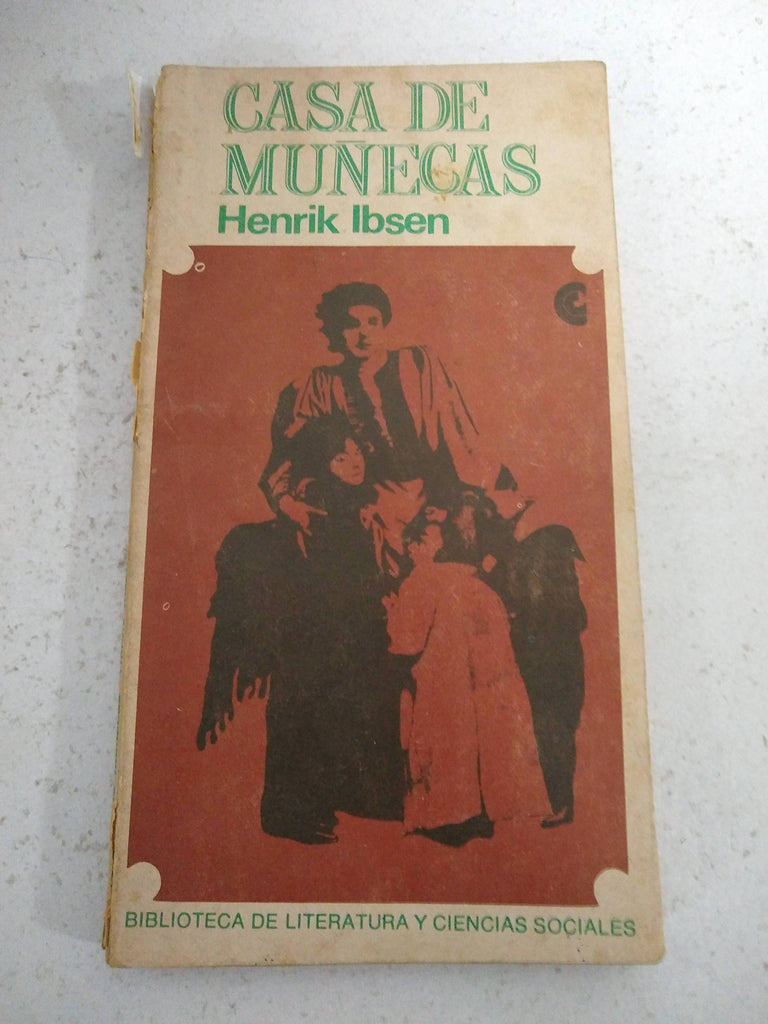 CASA DE
MUÑECAS
Henrik Ibsen
BIBLIOTECA DE LITERATURA Y CIENCIAS SOCIALES